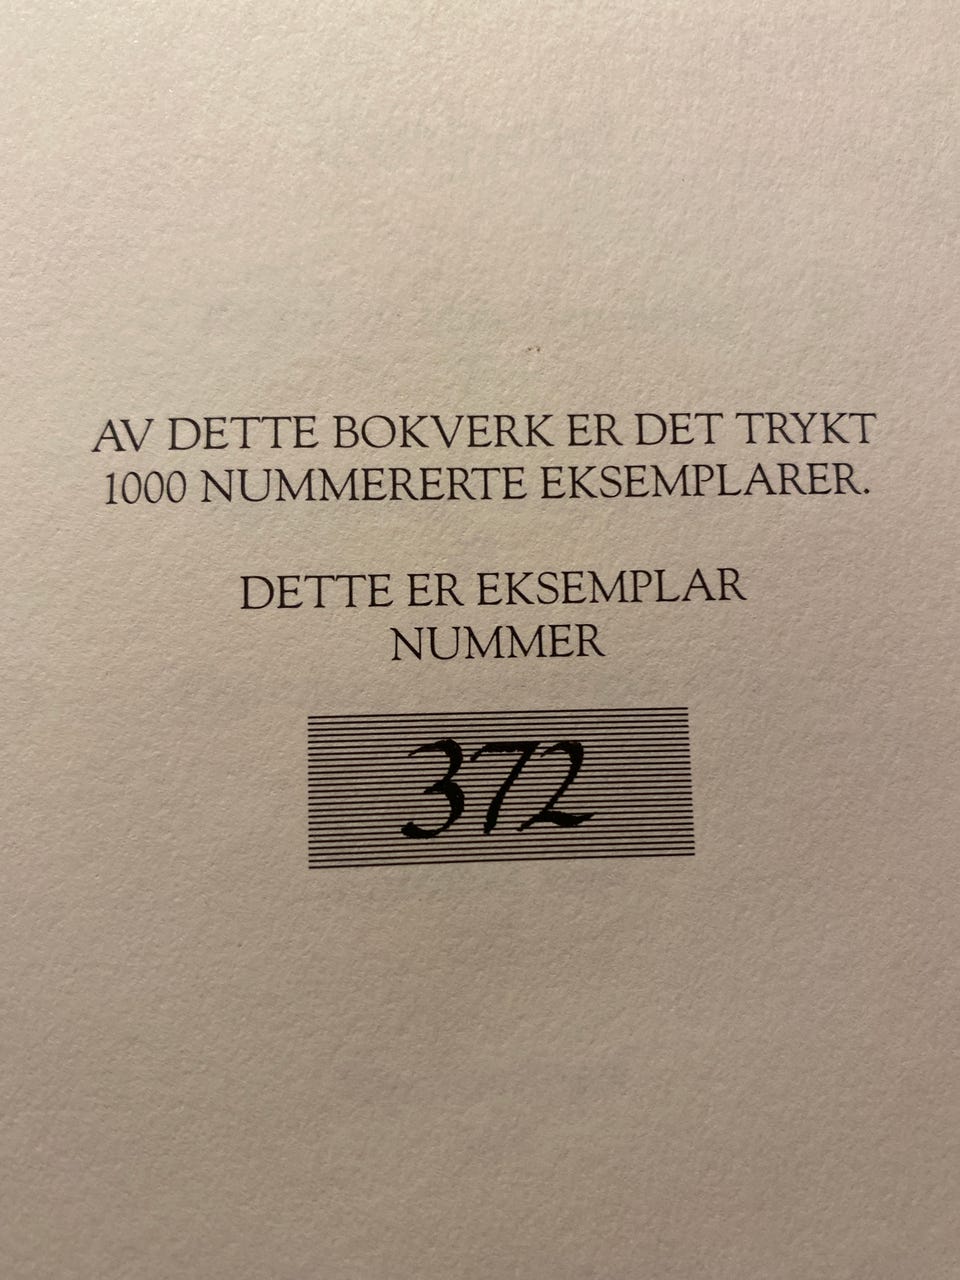 AV DETTE BOKVERK ER DET TRYKT
1000 NUMMERERTE EKSEMPLARER.
DETTE ER EKSEMPLAR
NUMMER
372